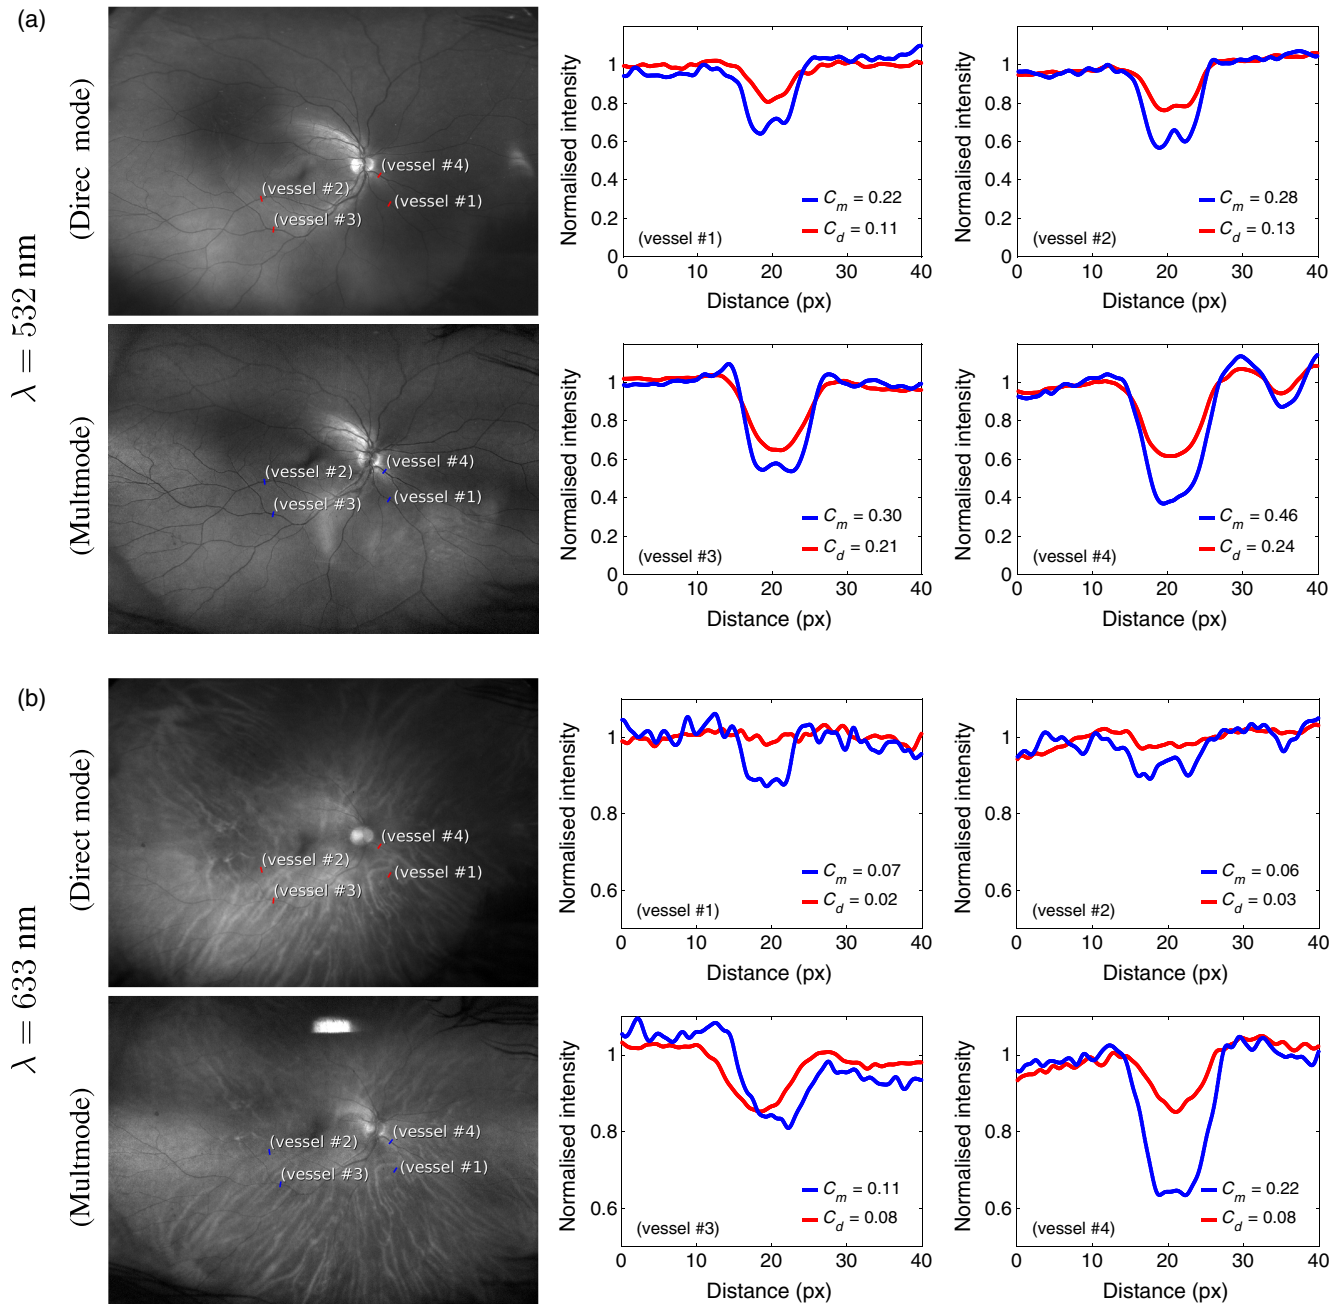 (a)
λ = 532 nm
(Direc mode)
(vessel #4)
(vessel #2)
(vessel #1)
(vessel #3)
Normalised intensity
1
0.8
0.6
0.4
0.2
0
C_m = 0.22
C_d = 0.11
(vessel #1)
0 10 20 30 40
Distance (px)
Normalised intensity
1
0.8
0.6
0.4
0.2
0
C_m = 0.28
C_d = 0.13
(vessel #2)
0 10 20 30 40
Distance (px)
(Multmode)
(vessel #4)
(vessel #2)
(vessel #1)
(vessel #3)
Normalised intensity
1
0.8
0.6
0.4
0.2
0
C_m = 0.30
C_d = 0.21
(vessel #3)
0 10 20 30 40
Distance (px)
Normalised intensity
1
0.8
0.6
0.4
0.2
0
C_m = 0.46
C_d = 0.24
(vessel #4)
0 10 20 30 40
Distance (px)
(b)
λ = 633 nm
(Direct mode)
(vessel #4)
(vessel #2)
(vessel #1)
(vessel #3)
Normalised intensity
1
0.8
0.6
C_m = 0.07
C_d = 0.02
(vessel #1)
0 10 20 30 40
Distance (px)
Normalised intensity
1
0.8
0.6
C_m = 0.06
C_d = 0.03
(vessel #2)
0 10 20 30 40
Distance (px)
(Multmode)
(vessel #4)
(vessel #2)
(vessel #1)
(vessel #3)
Normalised intensity
1
0.8
0.6
C_m = 0.11
C_d = 0.08
(vessel #3)
0 10 20 30 40
Distance (px)
Normalised intensity
1
0.8
0.6
C_m = 0.22
C_d = 0.08
(vessel #4)
0 10 20 30 40
Distance (px)